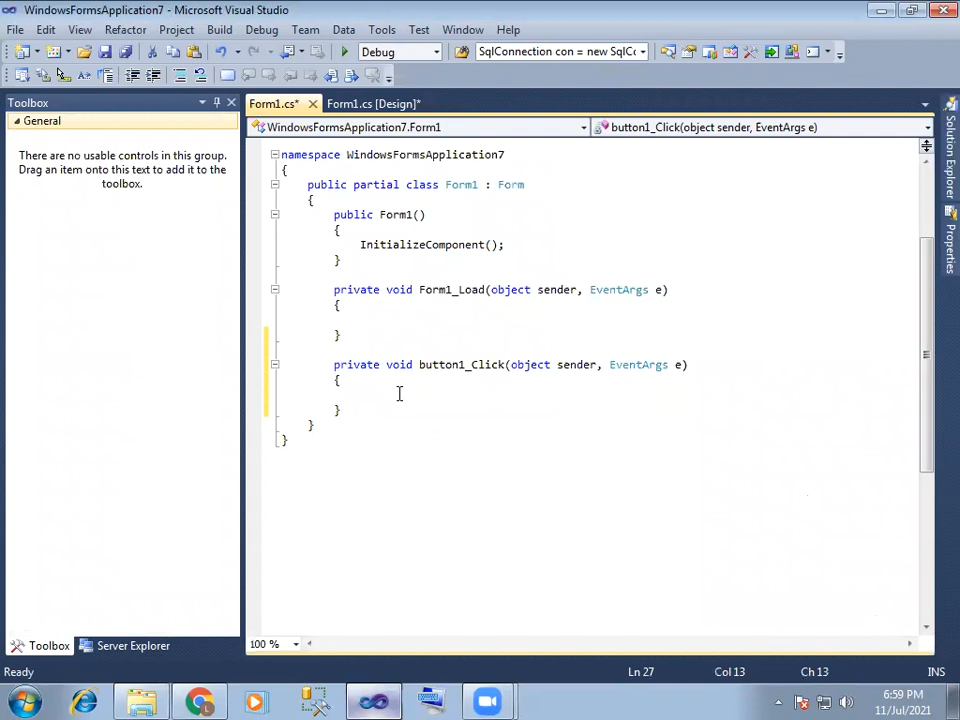 WindowsFormsApplication7 - Microsoft Visual Studio
File Edit View Refactor Project Build Debug Team Data Tools Test Window Help
Debug SqlConnection con = new SqlCo
Toolbox
General
There are no usable controls in this group.
Drag an item onto this text to add it to the
toolbox.
Form1.cs* Form1.cs [Design]*
WindowsFormsApplication7.Form1 button1_Click(object sender, EventArgs e)
namespace WindowsFormsApplication7
{
public partial class Form1 : Form
{
public Form1()
{
InitializeComponent();
}
private void Form1_Load(object sender, EventArgs e)
{
}
private void button1_Click(object sender, EventArgs e)
{
}
}
}
Solution Explorer
Properties
100 %
Toolbox Server Explorer
Ready Ln 27 Col 13 Ch 13 INS
6:59 PM
11/Jul/2021